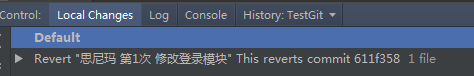 Control: Local Changes Log Console History: TestGit
Default
Revert "思尼玛 第1次 修改登录模块" This reverts commit 611f358 1 file